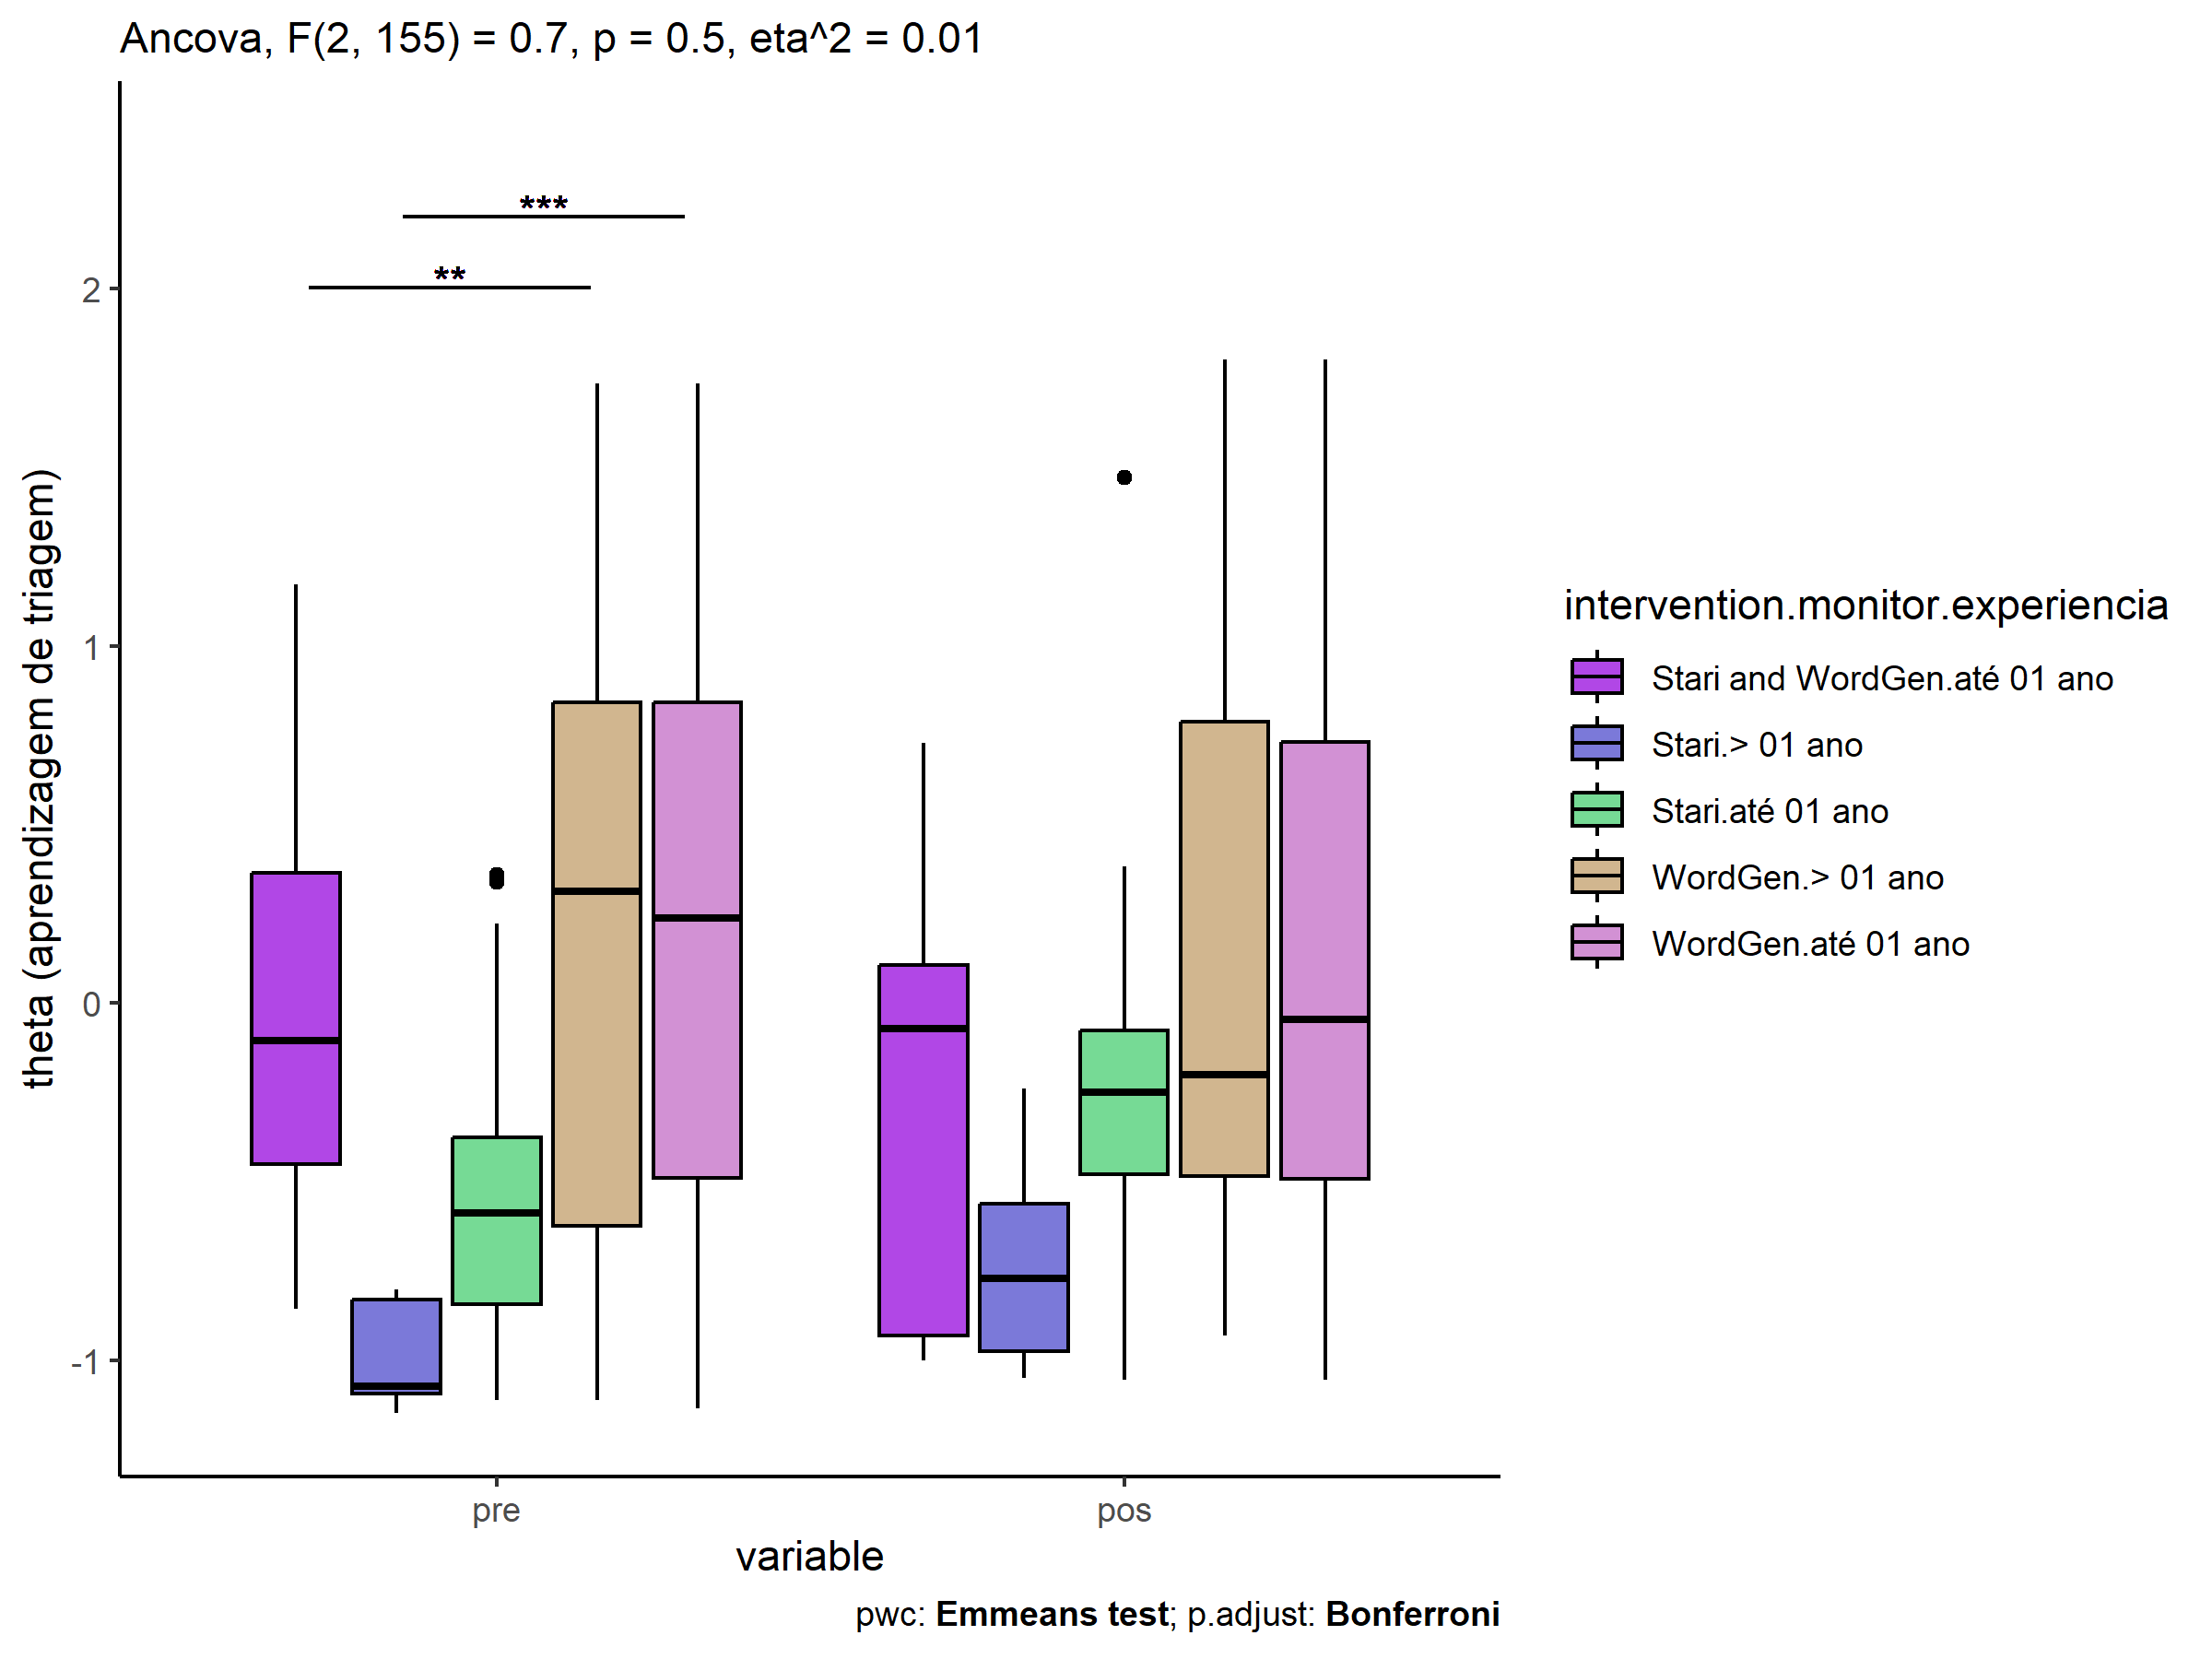 Ancova, F(2, 155) = 0.7, p = 0.5, eta^2 = 0.01
***
**
2
1
0
-1
theta (aprendizagem de triagem)
pre
pos
variable
pwc: Emmeans test; p.adjust: Bonferroni
intervention.monitor.experiencia
Stari and WordGen.até 01 ano
Stari.> 01 ano
Stari.até 01 ano
WordGen.> 01 ano
WordGen.até 01 ano